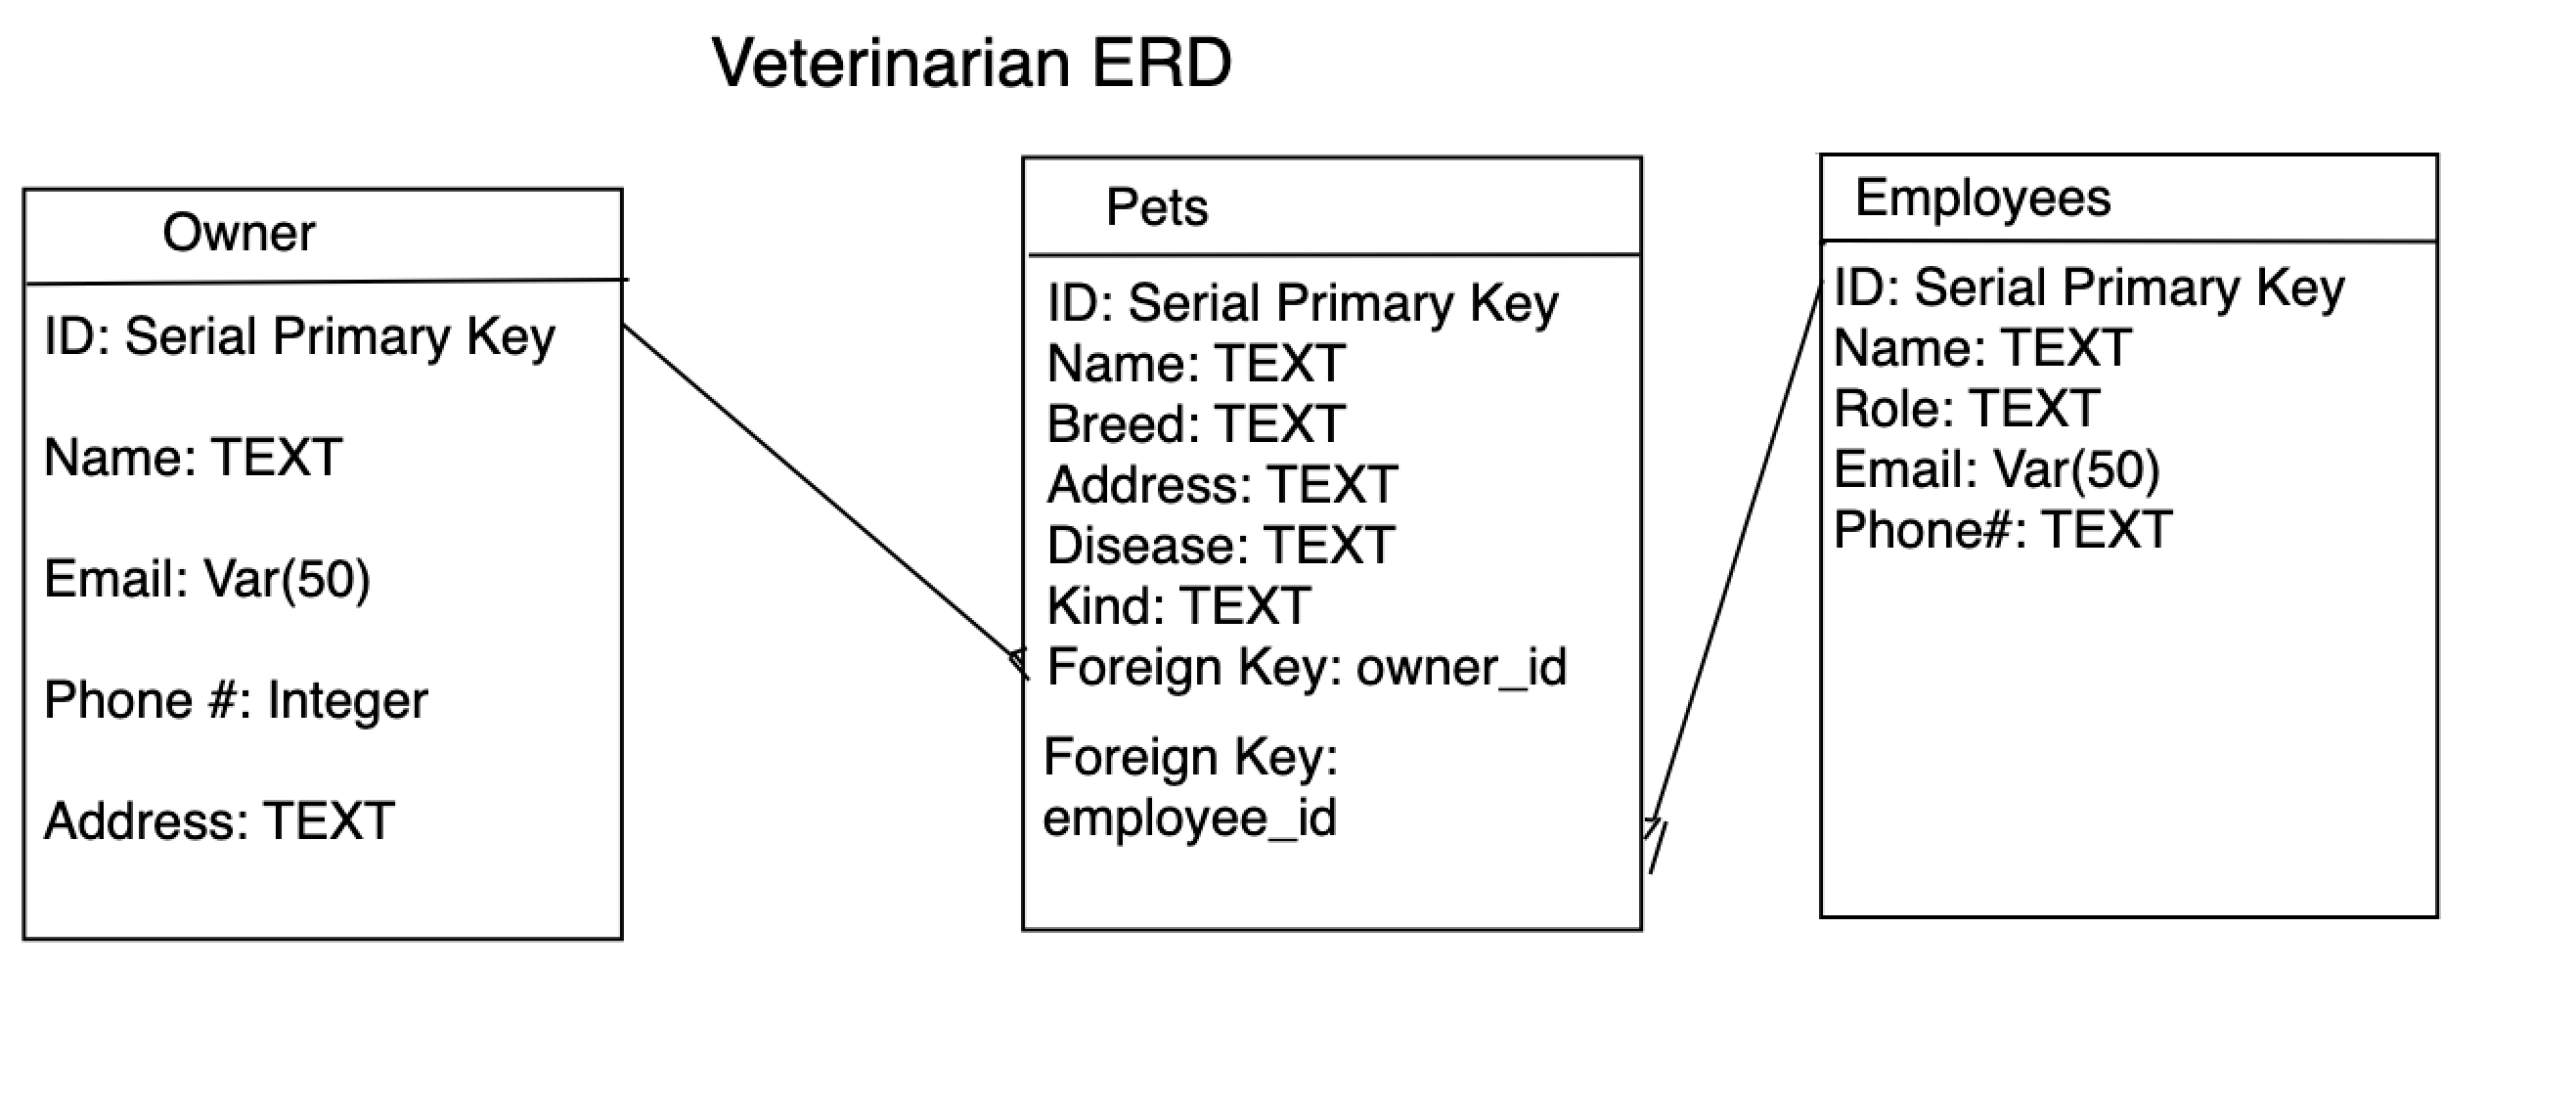 Veterinarian ERD
Owner
ID: Serial Primary Key
Name: TEXT
Email: Var(50)
Phone #: Integer
Address: TEXT
Pets
ID: Serial Primary Key
Name: TEXT
Breed: TEXT
Address: TEXT
Disease: TEXT
Kind: TEXT
Foreign Key: owner_id
Foreign Key:
employee_id
Employees
ID: Serial Primary Key
Name: TEXT
Role: TEXT
Email: Var(50)
Phone#: TEXT